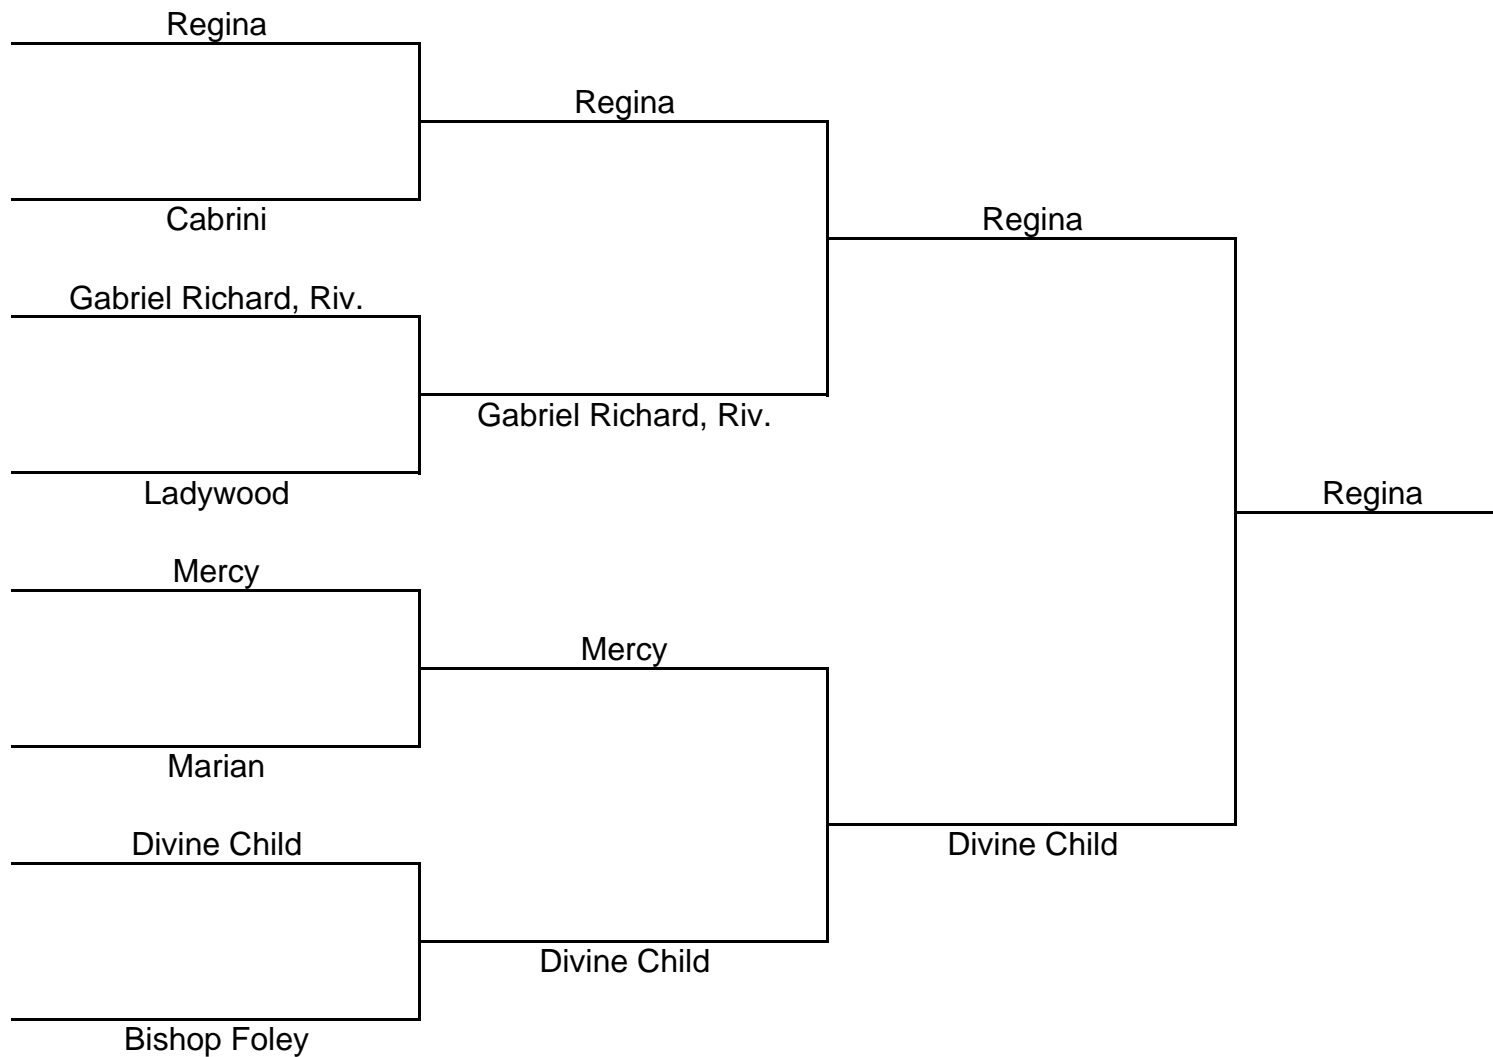 Regina
Regina
Cabrini
Regina
Gabriel Richard, Riv.
Gabriel Richard, Riv.
Ladywood
Regina
Mercy
Mercy
Marian
Divine Child
Divine Child
Divine Child
Bishop Foley